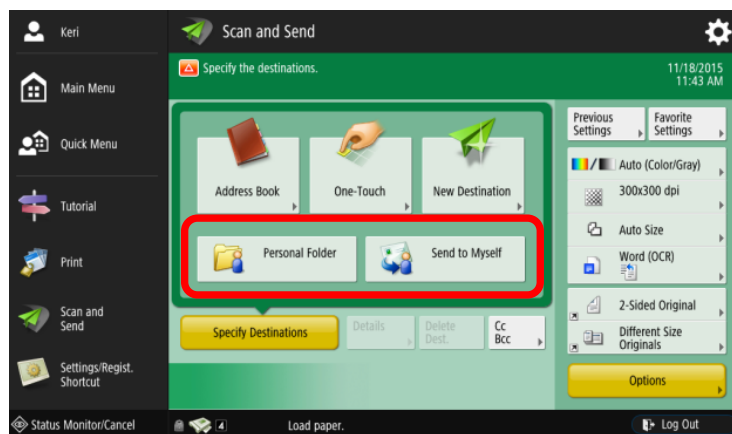 Keri
Scan and Send
Specify the destinations.
11/18/2015
11:43 AM
Main Menu
Quick Menu
Tutorial
Print
Scan and
Send
Settings/Regist.
Shortcut
Address Book
One-Touch
New Destination
Personal Folder
Send to Myself
Specify Destinations
Details
Delete
Dest.
Cc
Bcc
Previous
Settings
Favorite
Settings
Auto (Color/Gray)
300x300 dpi
Auto Size
Word (OCR)
2-Sided Original
Different Size
Originals
Options
Status Monitor/Cancel
4
Load paper.
Log Out